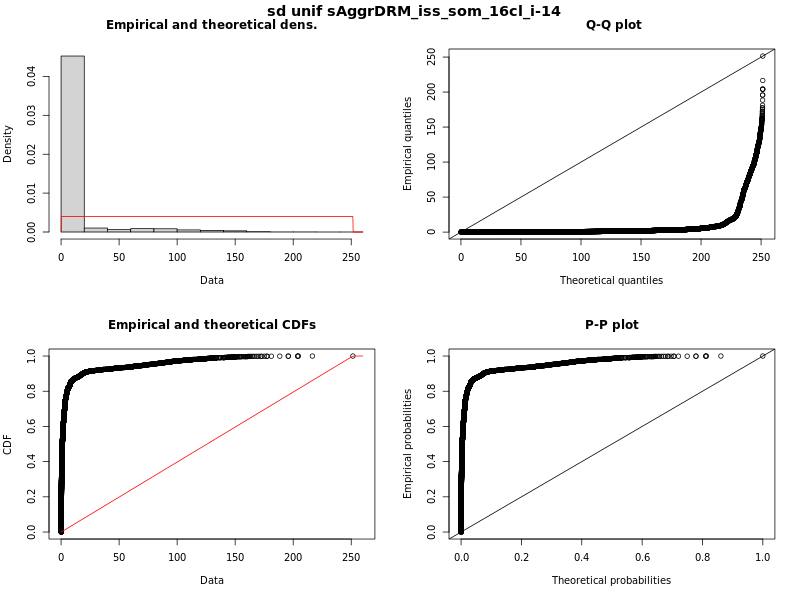 sd unif sAggrDRM_iss_som_16cl_i-14
Empirical and theoretical dens.
Density
0.00 0.01 0.02 0.03 0.04
0 50 100 150 200 250
Data
Q-Q plot
Empirical quantiles
0 50 100 150 200 250
0 50 100 150 200 250
Theoretical quantiles
Empirical and theoretical CDFs
CDF
0.0 0.2 0.4 0.6 0.8 1.0
0 50 100 150 200 250
Data
P-P plot
Empirical probabilities
0.0 0.2 0.4 0.6 0.8 1.0
0.0 0.2 0.4 0.6 0.8 1.0
Theoretical probabilities